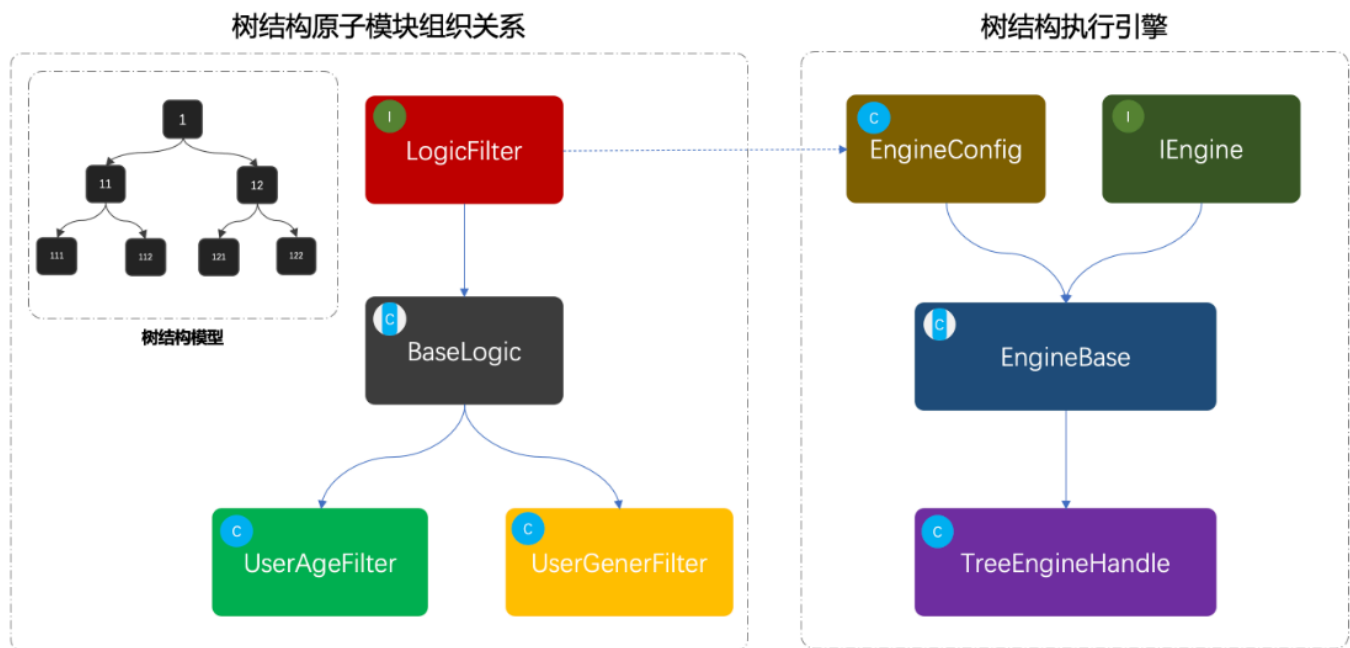 树结构原子模块组织关系
树结构执行引擎
1
11
12
111
112
121
122
树结构模型
I
LogicFilter
C
EngineConfig
I
IEngine
C
BaseLogic
C
EngineBase
C
UserAgeFilter
C
UserGenerFilter
C
TreeEngineHandle